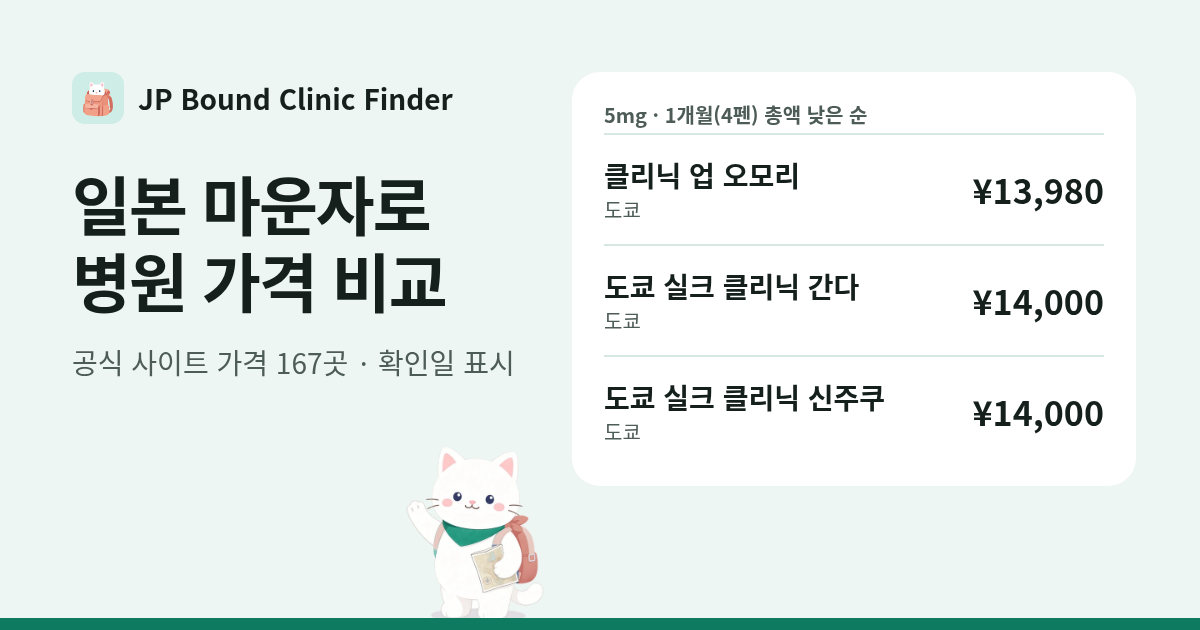 JP Bound Clinic Finder
일본 마운자로
병원 가격 비교
공식 사이트 가격 167곳 · 확인일 표시
5mg · 1개월(4펜) 총액 낮은 순
클리닉 업 오모리
도쿄
¥13,980
도쿄 실크 클리닉 간다
도쿄
¥14,000
도쿄 실크 클리닉 신주쿠
도쿄
¥14,000